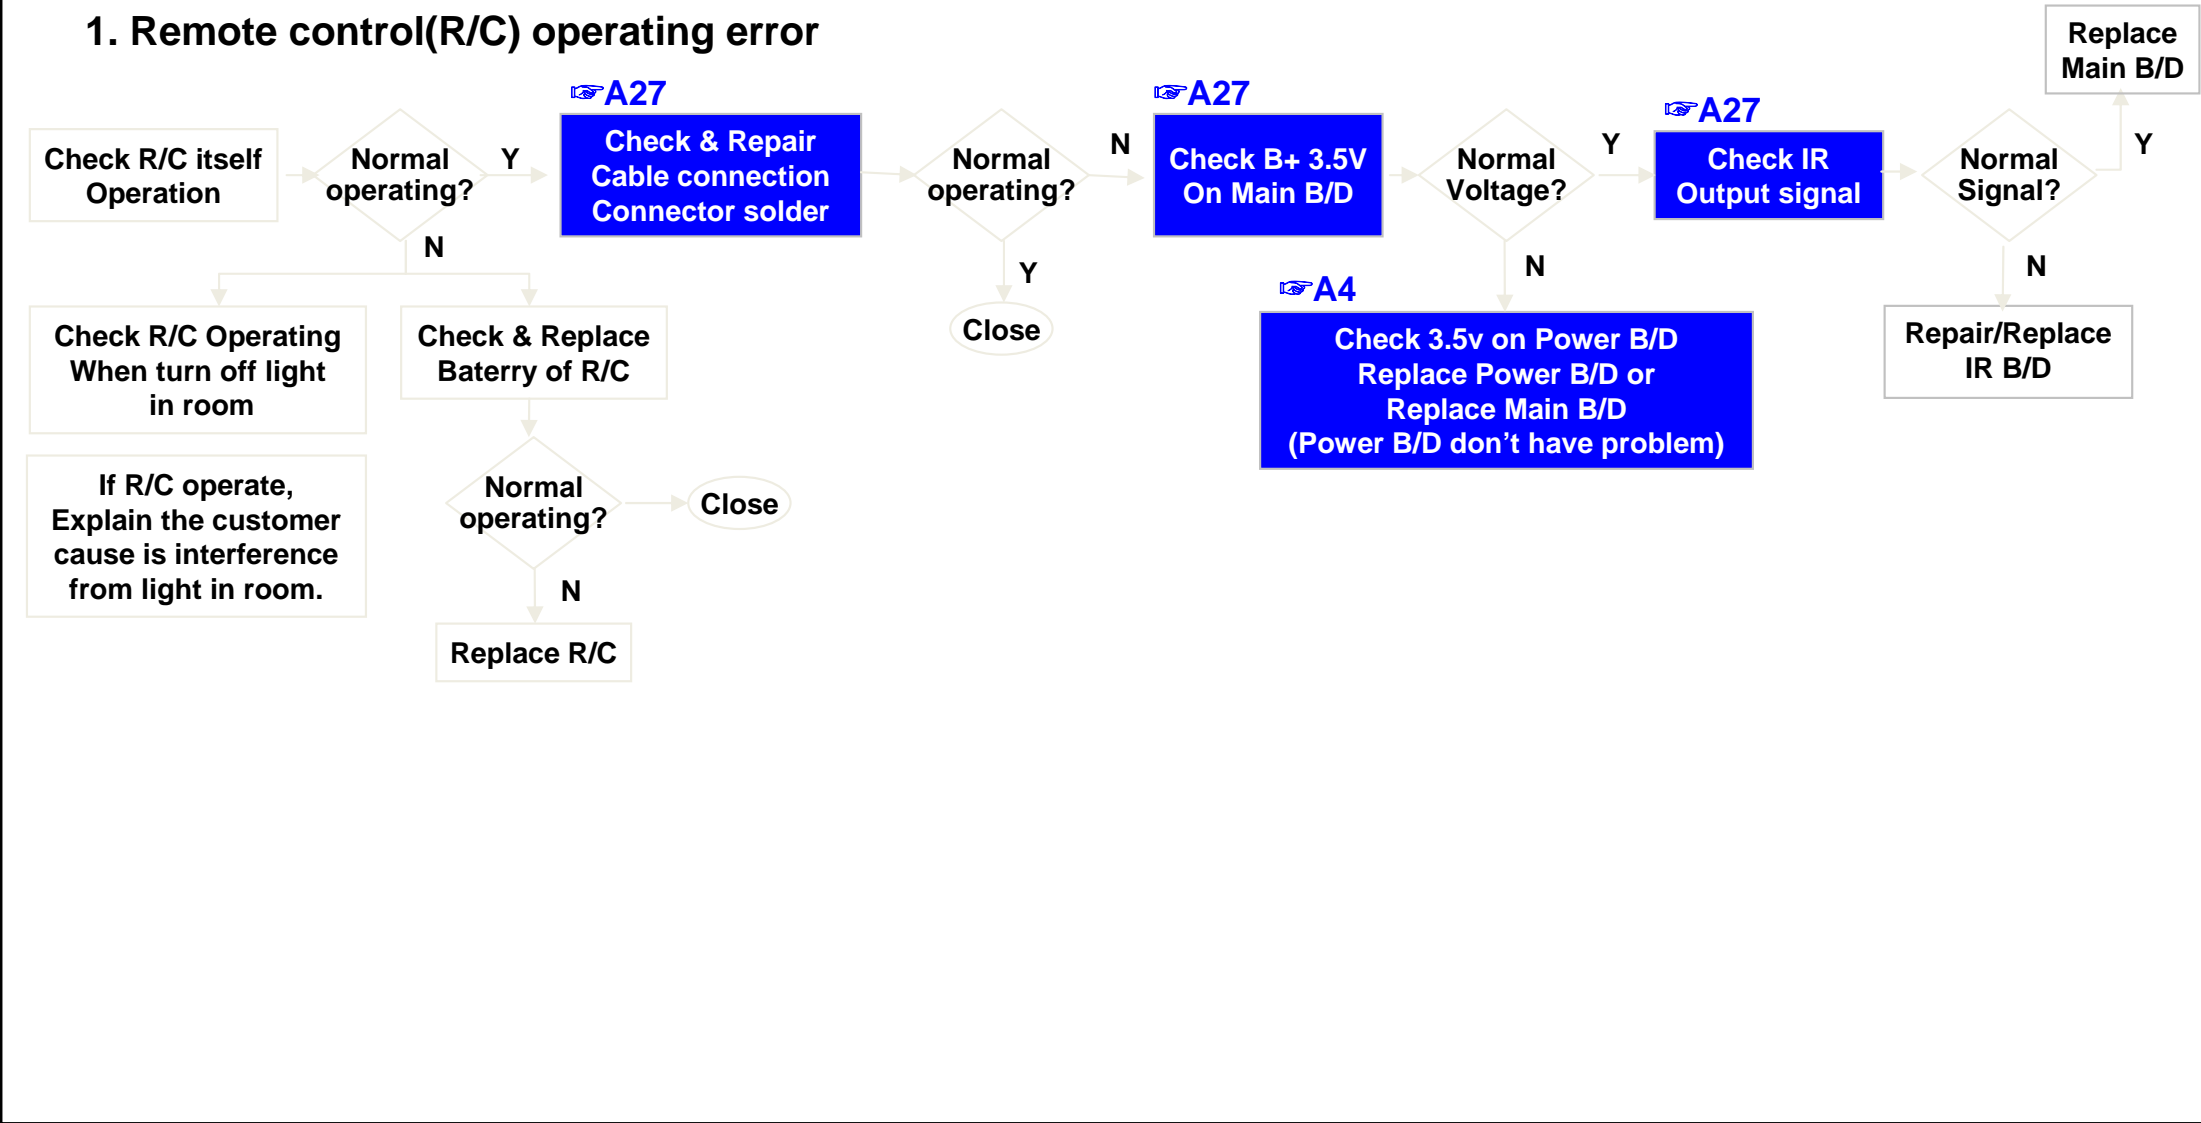 1. Remote control(R/C) operating error
Replace
Main B/D
☞A27
☞A27
☞A27
Check R/C itself
Operation
Normal
operating?
Y
Check & Repair
Cable connection
Connector solder
Normal
operating?
N
Check B+ 3.5V
On Main B/D
Normal
Voltage?
Y
Check IR
Output signal
Normal
Signal?
Y
N
Y
Close
N
N
☞A4
Check 3.5v on Power B/D
Replace Power B/D or
Replace Main B/D
(Power B/D don’t have problem)
Repair/Replace
IR B/D
Check R/C Operating
When turn off light
in room
Check & Replace
Baterry of R/C
If R/C operate,
Explain the customer
cause is interference
from light in room.
Normal
operating?
Close
N
Replace R/C